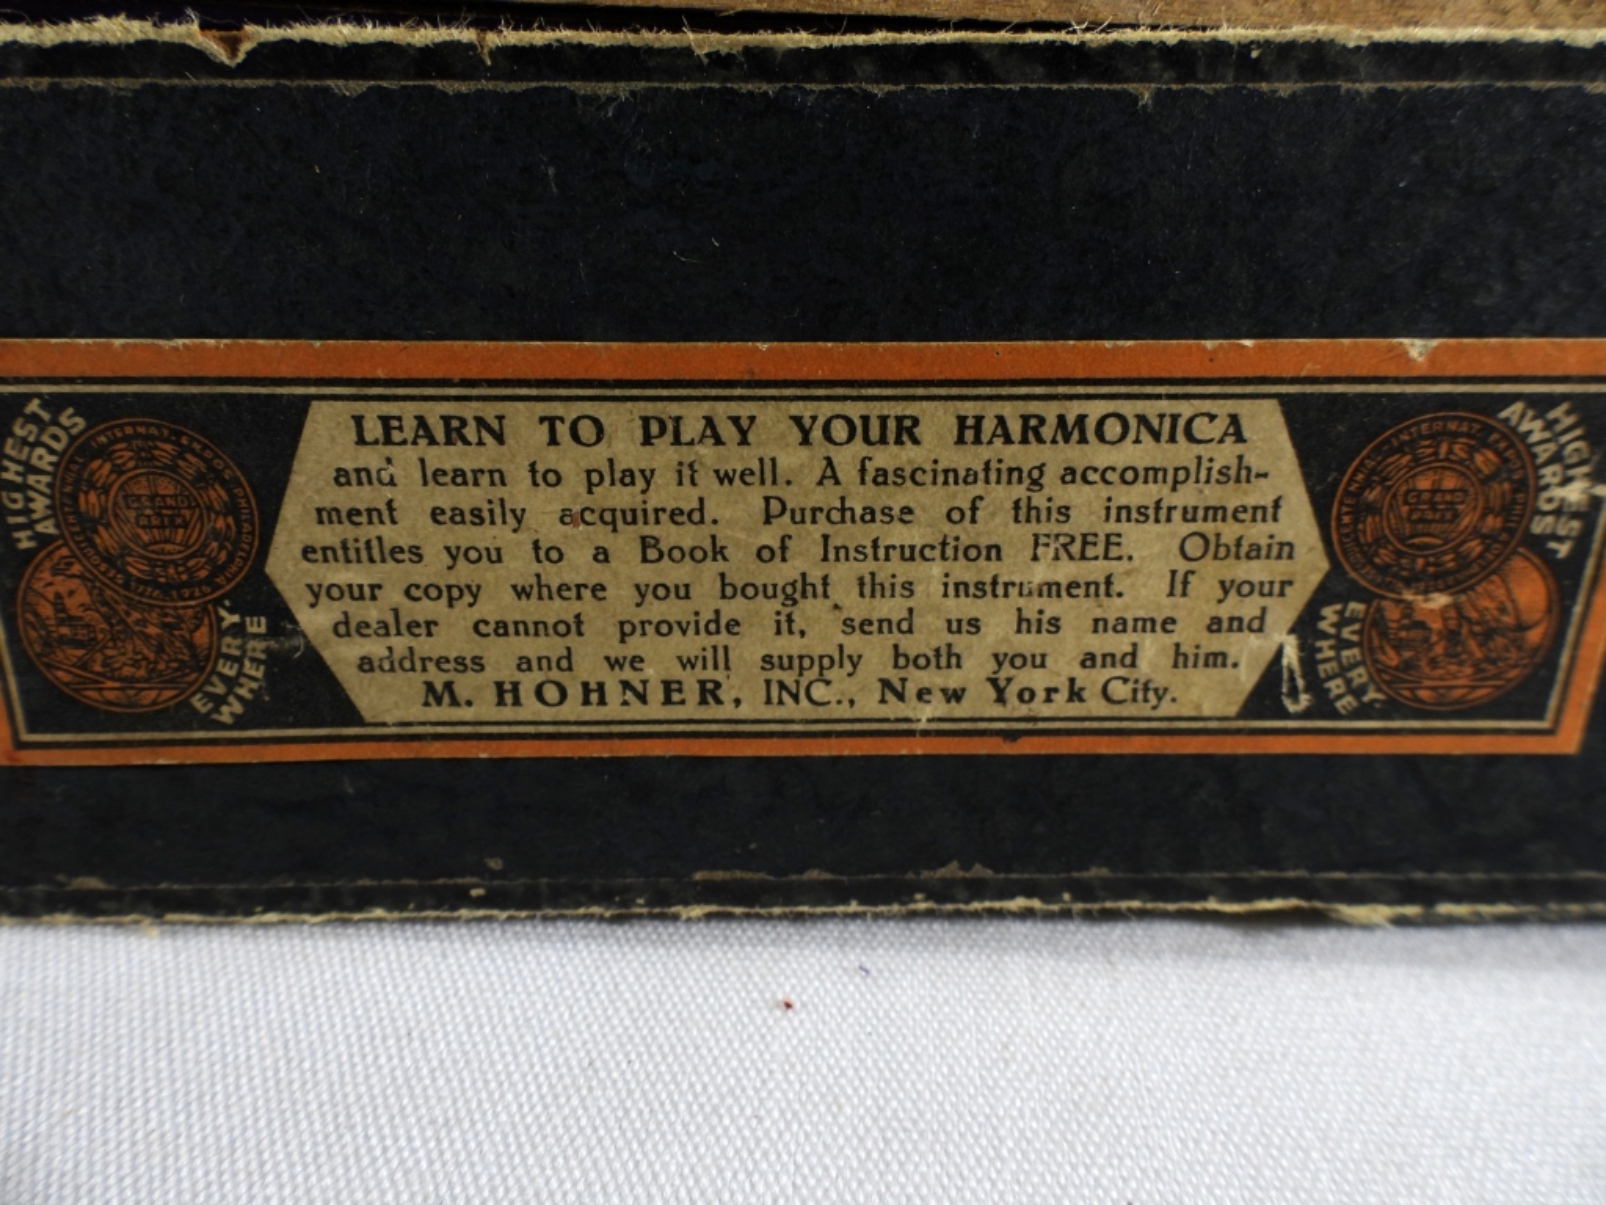 HIGHEST
AWARDS
EVERY-
WHERE
LEARN TO PLAY YOUR HARMONICA
and learn to play it well. A fascinating accomplish-
ment easily acquired. Purchase of this instrument
entitles you to a Book of Instruction FREE. Obtain
your copy where you bought this instrument. If your
dealer cannot provide it, send us his name and
address and we will supply both you and him.
M. HOHNER, INC., New York City.
HIGHEST
AWARDS
EVERY-
WHERE